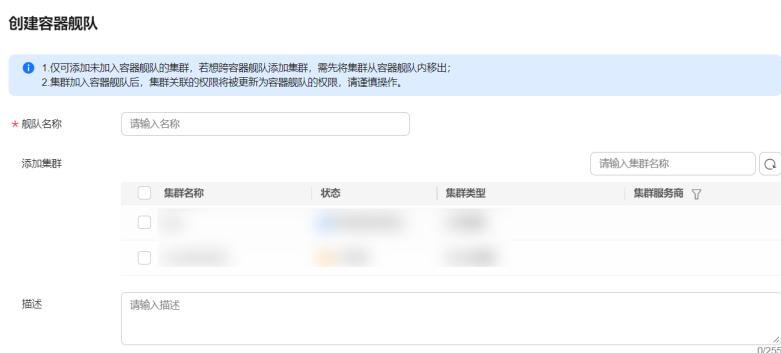 创建容器舰队
1.仅可添加未加入容器舰队的集群，若想跨容器舰队添加集群，需先将集群从容器舰队内移出；
2.集群加入容器舰队后，集群关联的权限将被更新为容器舰队的权限，请谨慎操作。
* 舰队名称 请输入名称
添加集群 请输入集群名称
集群名称 状态 集群类型 集群服务商
描述 请输入描述
0/255